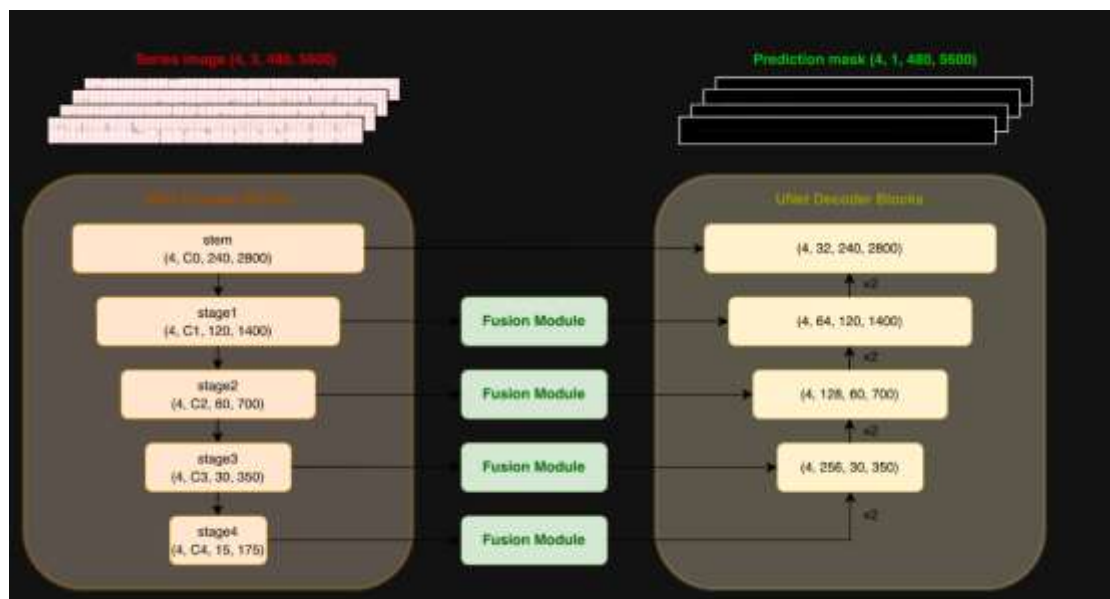 Series image (4, 3, 480, 5600)
Prediction mask (4, 1, 480, 5600)
Encoder Blocks
UNet Decoder Blocks
stem
(4, C0, 240, 2800)
(4, 32, 240, 2800)
x2
stage1
(4, C1, 120, 1400)
Fusion Module
(4, 64, 120, 1400)
x2
stage2
(4, C2, 60, 700)
Fusion Module
(4, 128, 60, 700)
x2
stage3
(4, C3, 30, 350)
Fusion Module
(4, 256, 30, 350)
x2
stage4
(4, C4, 15, 175)
Fusion Module